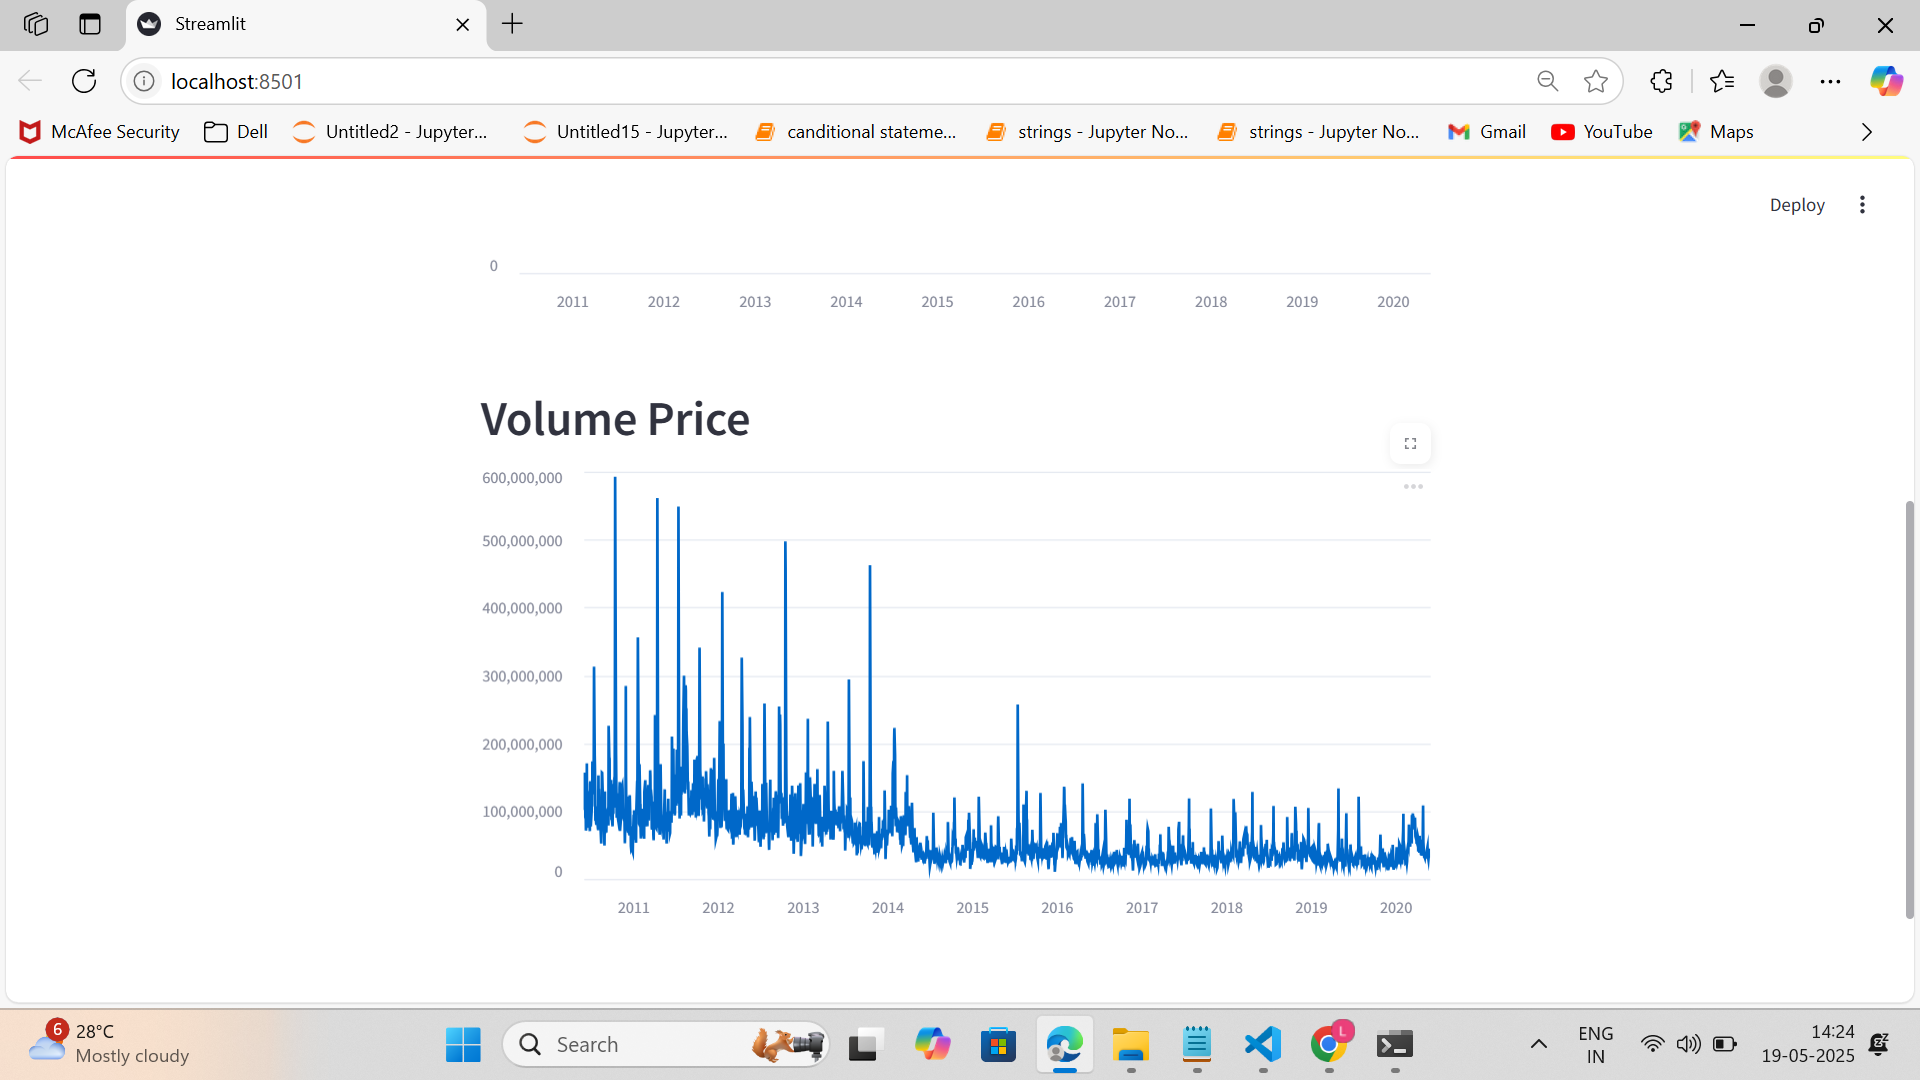 Streamlit
localhost:8501
McAfee Security
Dell
Untitled2 - Jupyter...
Untitled15 - Jupyter...
canditional stateme...
strings - Jupyter No...
strings - Jupyter No...
Gmail
YouTube
Maps
Deploy
0
2011 2012 2013 2014 2015 2016 2017 2018 2019 2020
Volume Price
600,000,000
500,000,000
400,000,000
300,000,000
200,000,000
100,000,000
0
2011 2012 2013 2014 2015 2016 2017 2018 2019 2020
6
28°C
Mostly cloudy
Search
L
ENG
IN
14:24
19-05-2025